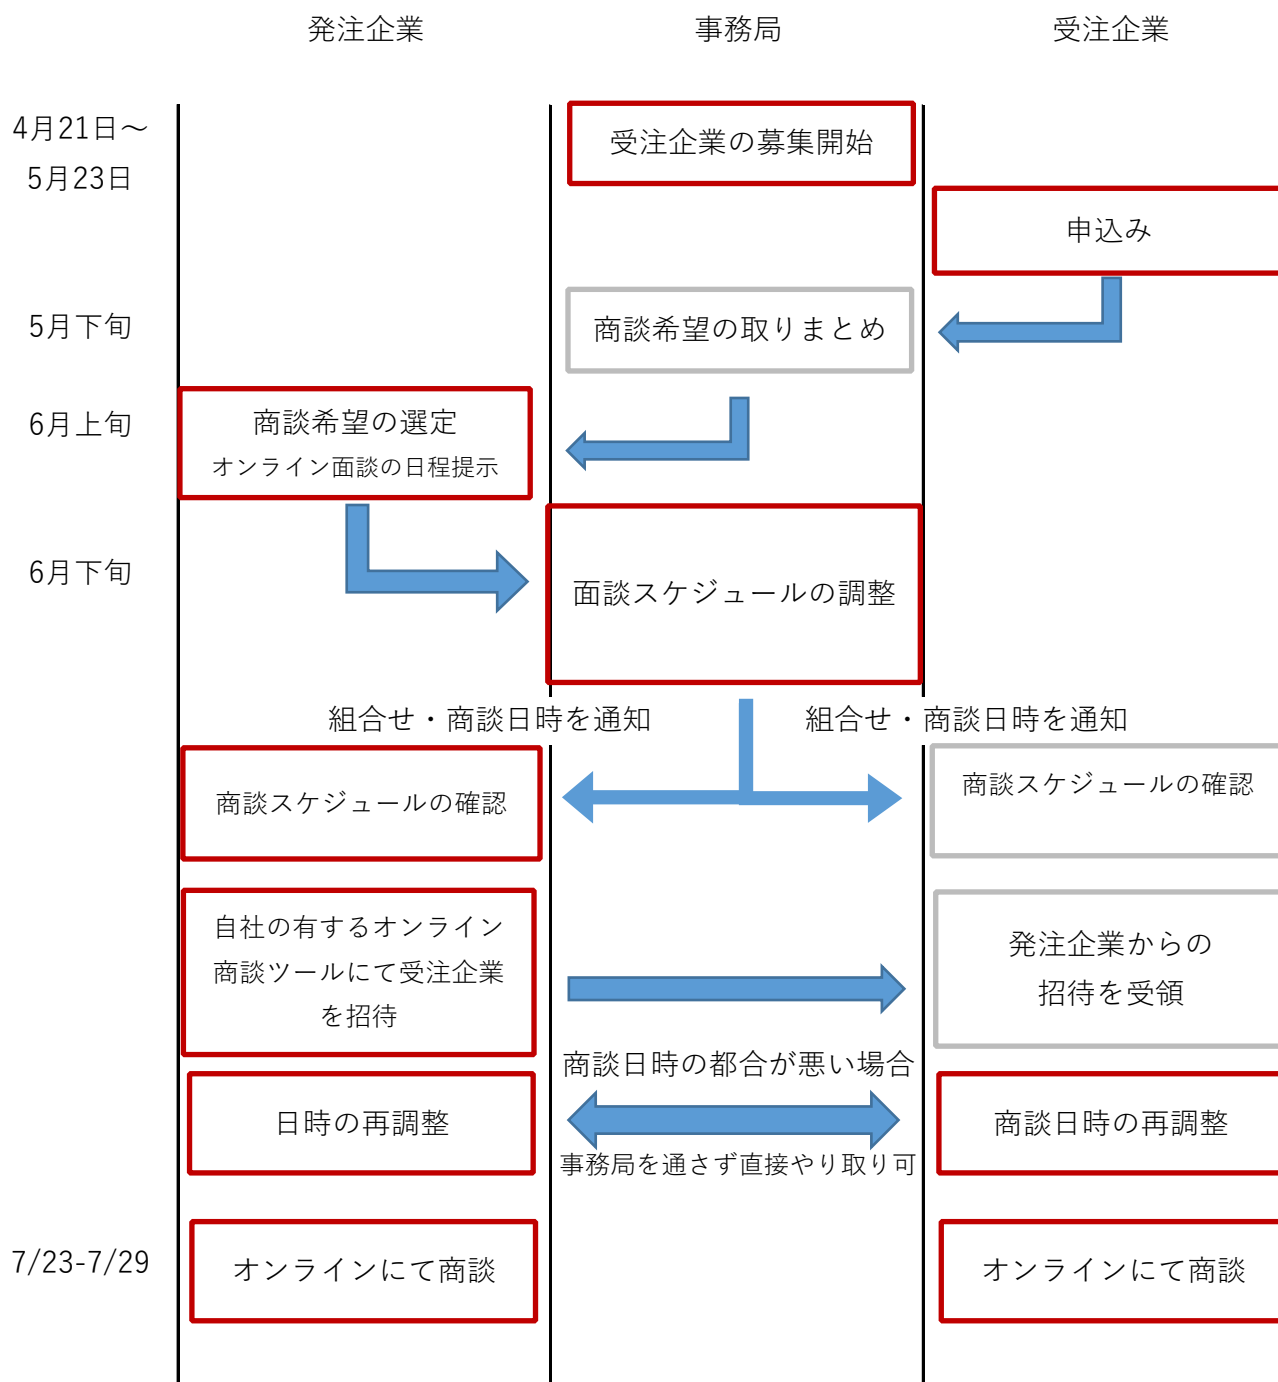 発注企業
事務局
受注企業
4月21日～
5月23日
受注企業の募集開始
申込み
5月下旬
商談希望の取りまとめ
6月上旬
商談希望の選定
オンライン面談の日程提示
6月下旬
面談スケジュールの調整
組合せ・商談日時を通知
組合せ・商談日時を通知
商談スケジュールの確認
商談スケジュールの確認
自社の有するオンライン
商談ツールにて受注企業
を招待
発注企業からの
招待を受領
商談日時の都合が悪い場合
日時の再調整
商談日時の再調整
事務局を通さず直接やり取り可
7/23-7/29
オンラインにて商談
オンラインにて商談